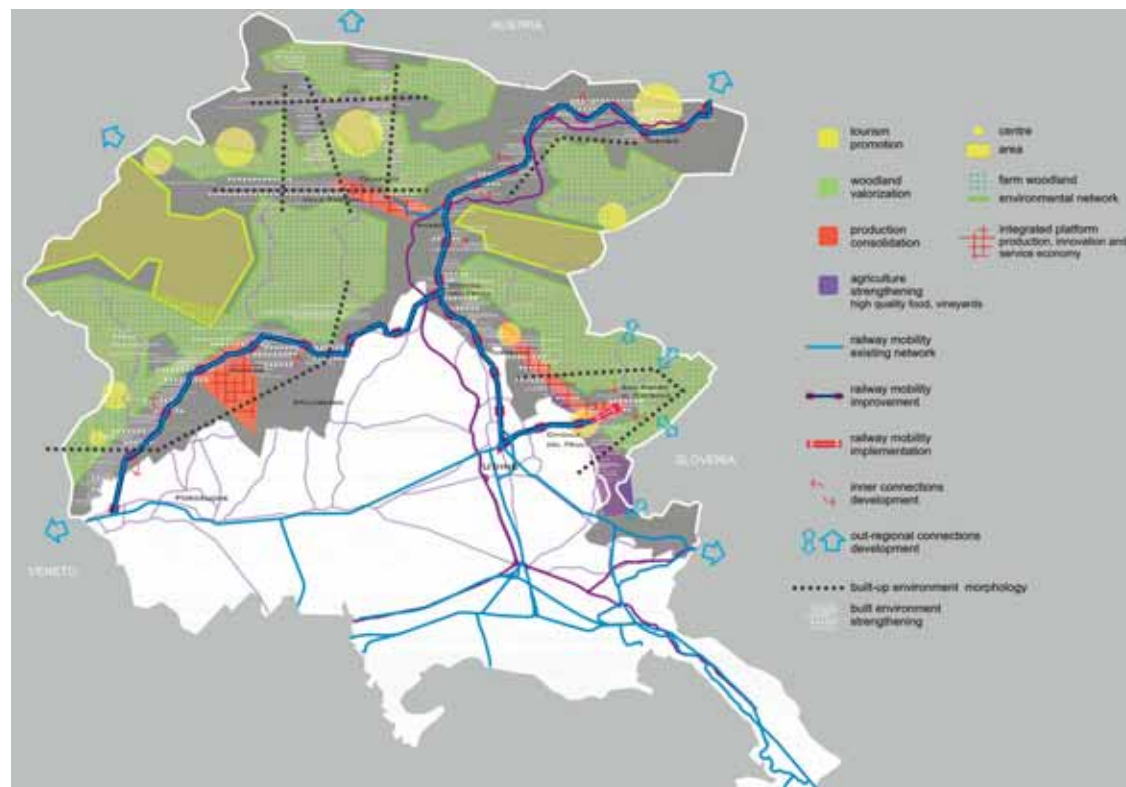 AUSTRIA
SLOVENIA
VENETO
UDINE
PORDENONE
SPILIMBERGO
tourism
promotion
woodland
valorization
production
consolidation
agriculture
strengthening
high quality food, vineyards
railway mobility
existing network
railway mobility
improvement
railway mobility
implementation
inner connections
development
out-regional connections
development
built-up environment morphology
built environment
strengthening
centre
area
farm woodland
environmental network
integrated platform
production, innovation and
service economy